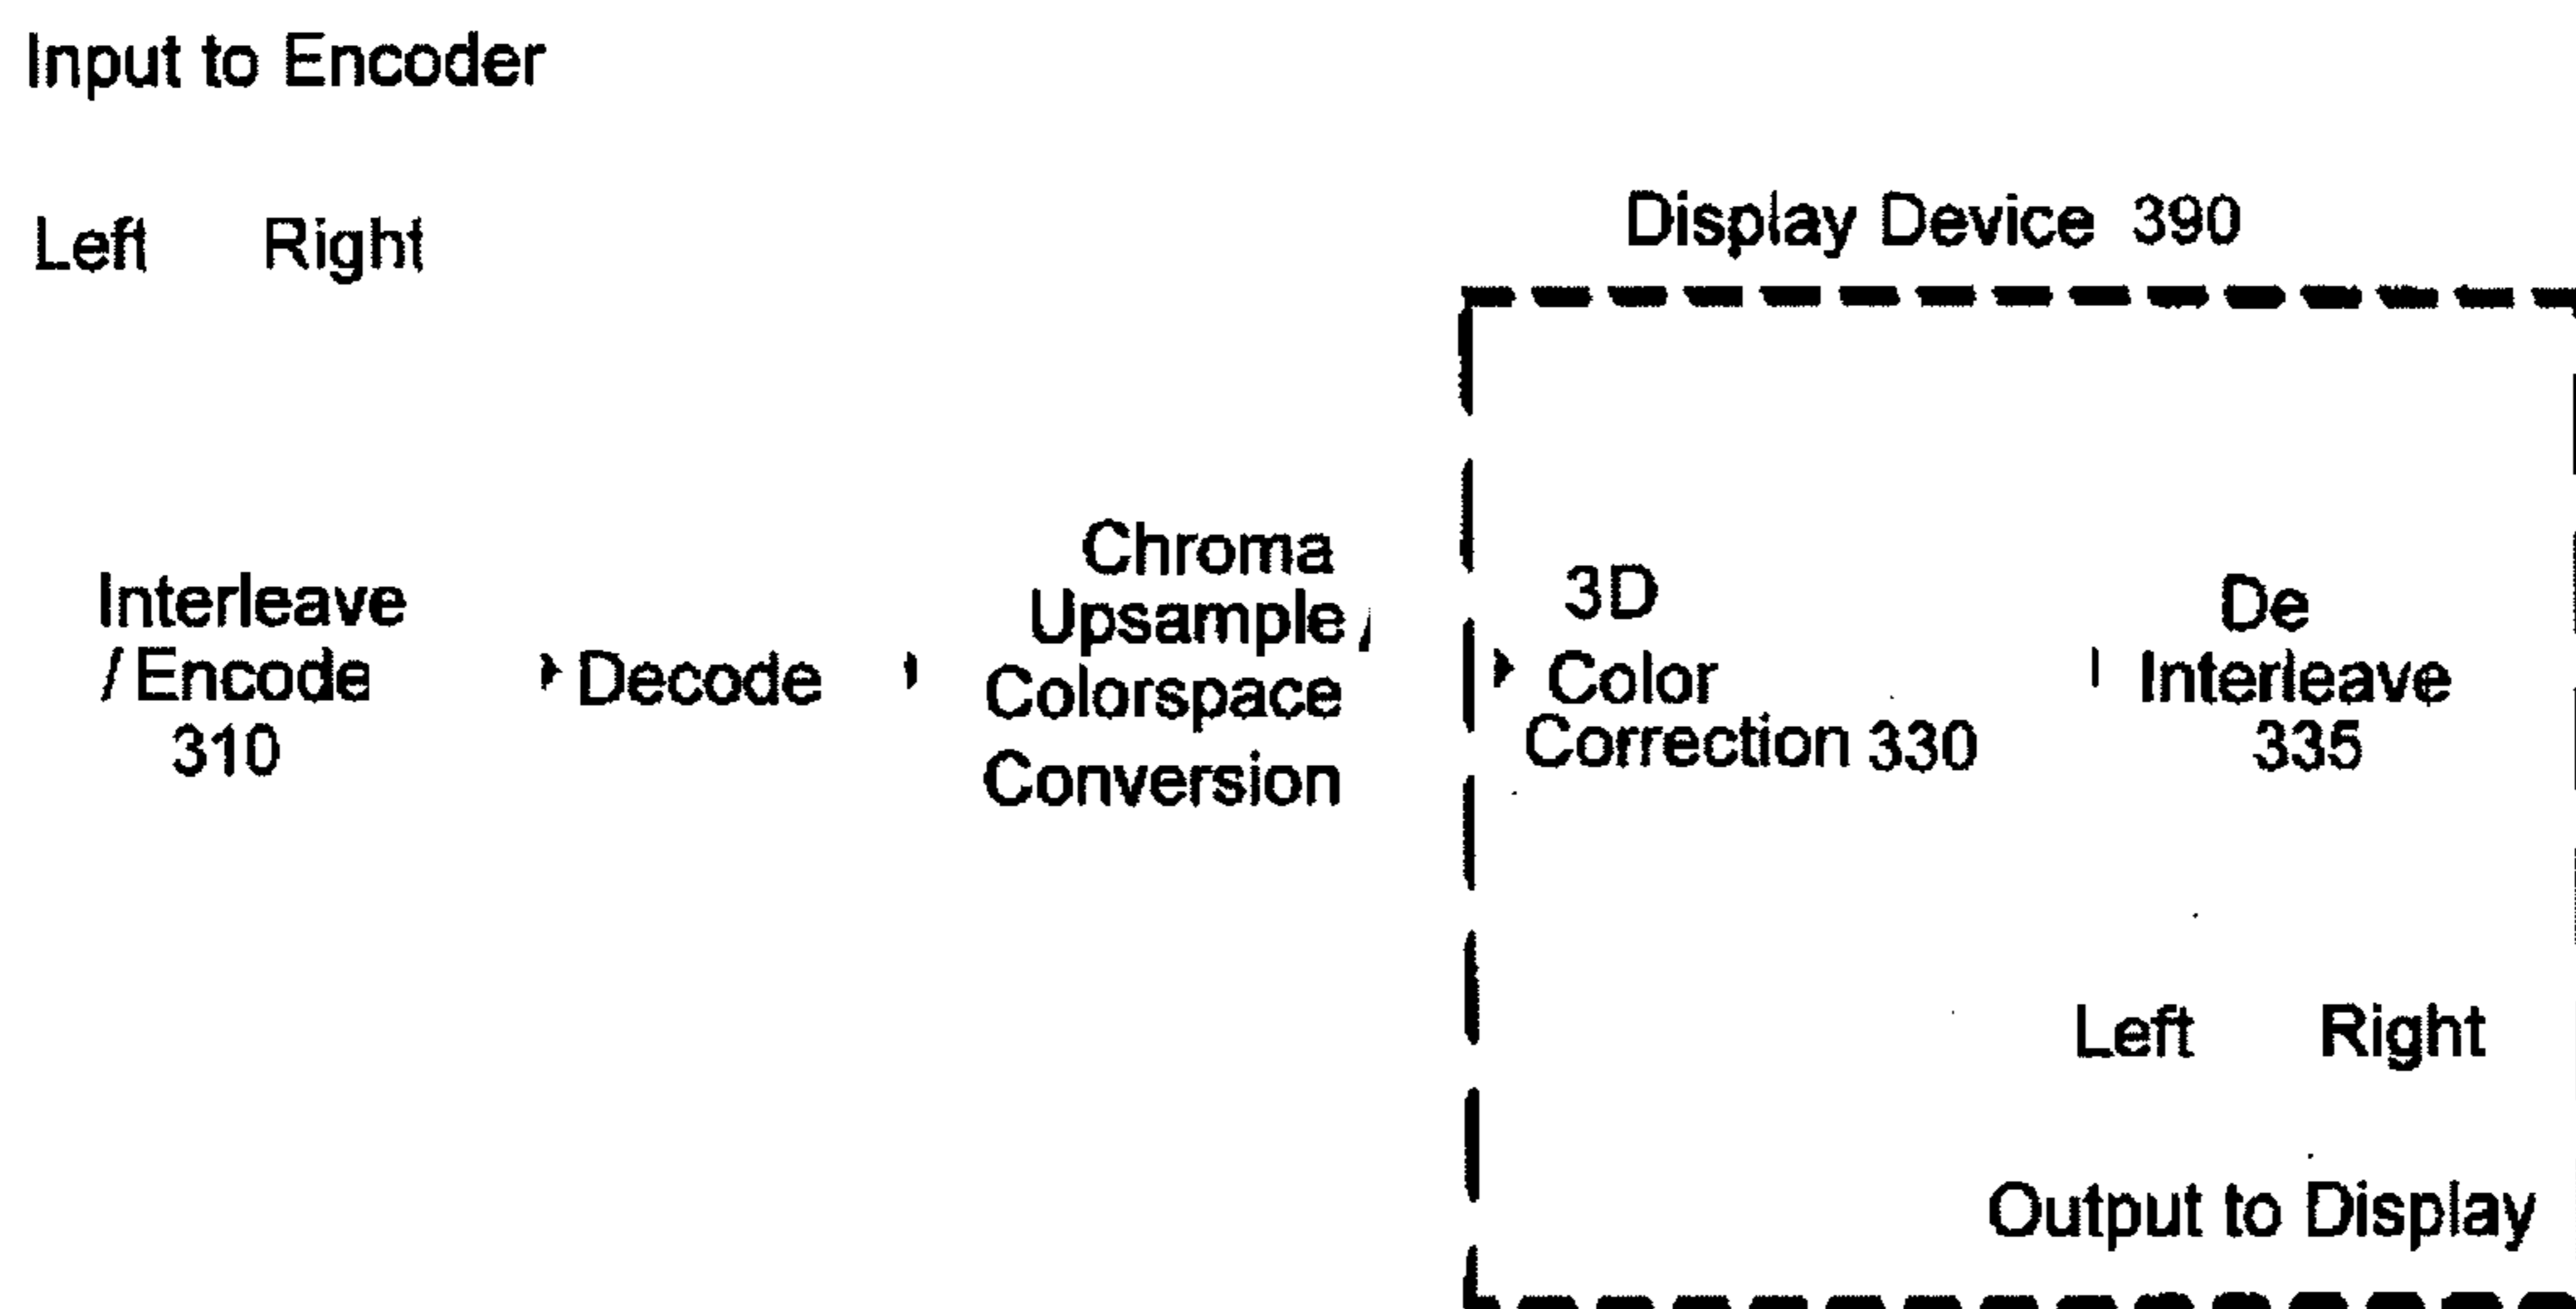 Input to Encoder
Left Right
Display Device 390
Interleave
/ Encode
310
Decode
Chroma
Upsample /
Colorspace
Conversion
3D
Color
Correction 330
De
Interleave
335
Left Right
Output to Display